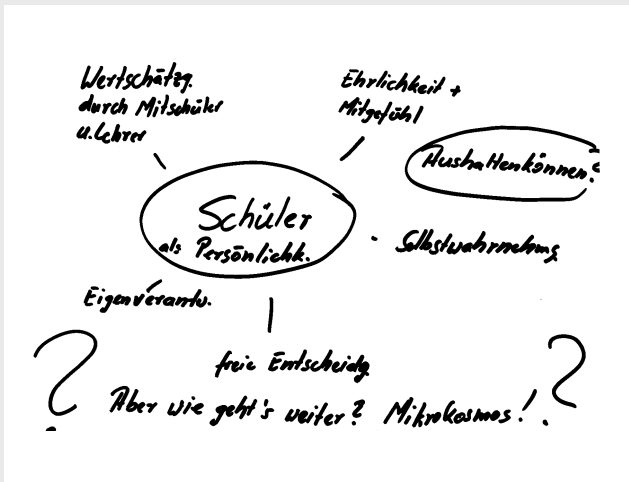 Wertschätzg.
durch Mitschüler
u. Lehrer
Ehrlichkeit +
Mitgefühl
Aushaltenkönnen?
Schüler
als Persönlichk.
Selbstwahrnehmung
Eigenverantw.
freie Entscheidg
? Aber wie geht's weiter? Mikrokosmos! ?